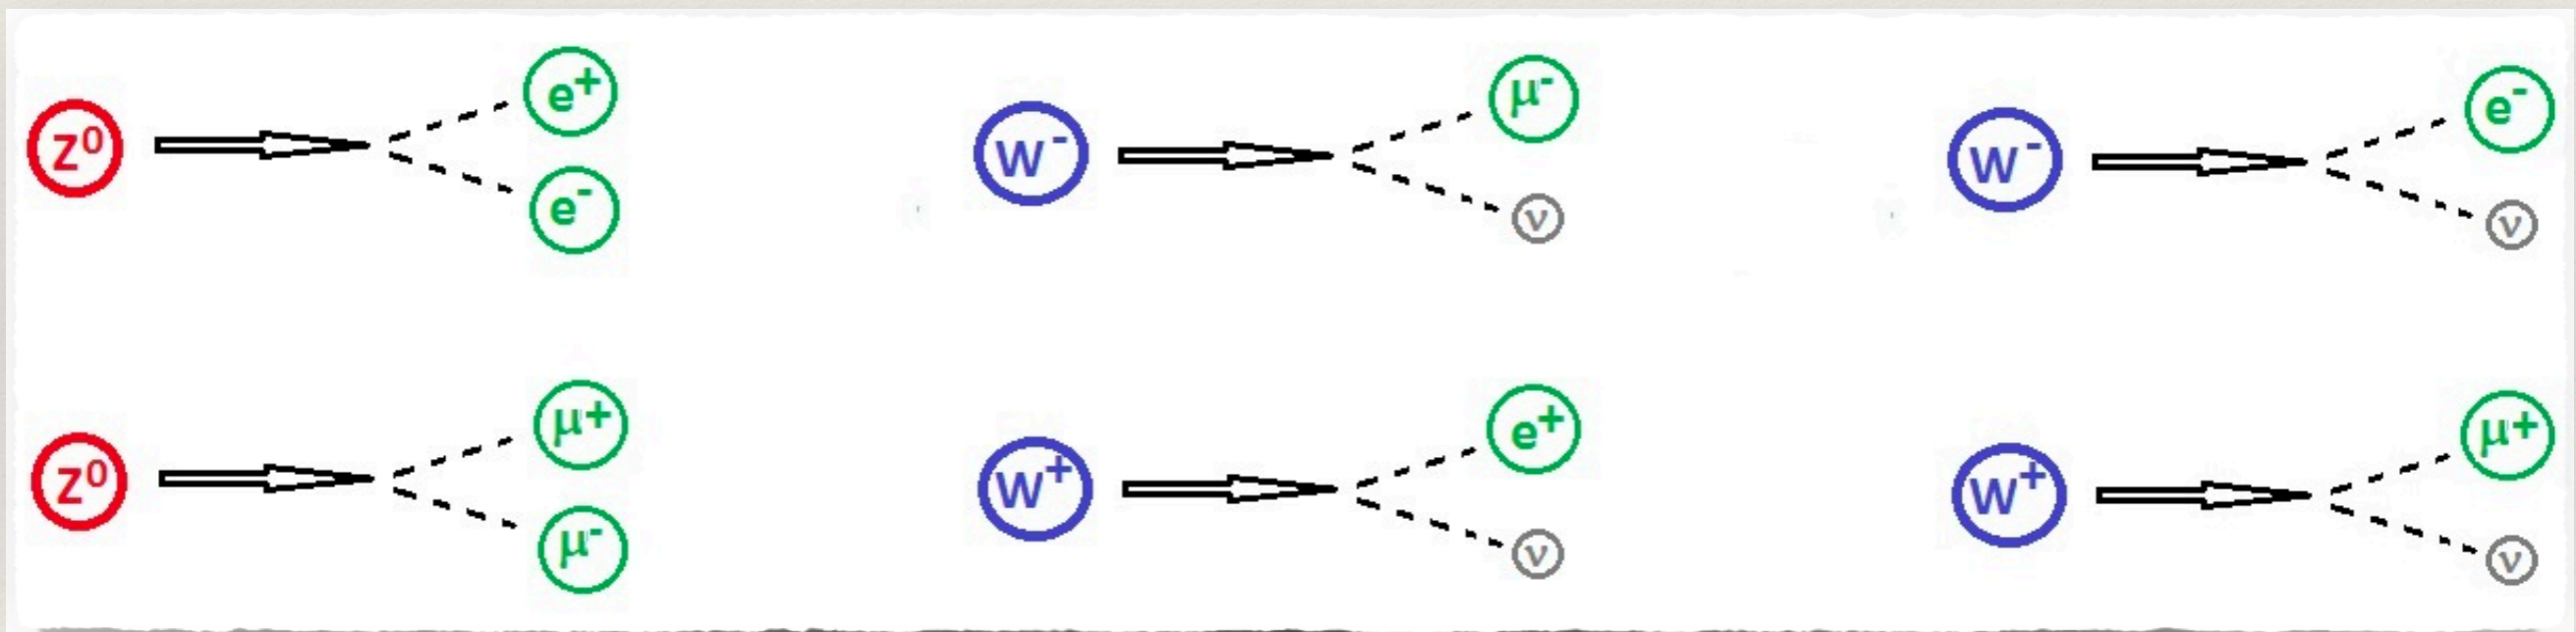 Z⁰ e⁺ e⁻
W⁻ μ⁻ ν
W⁻ e⁻ ν
Z⁰ μ+ μ⁻
W⁺ e⁺ ν
W⁺ μ+ ν